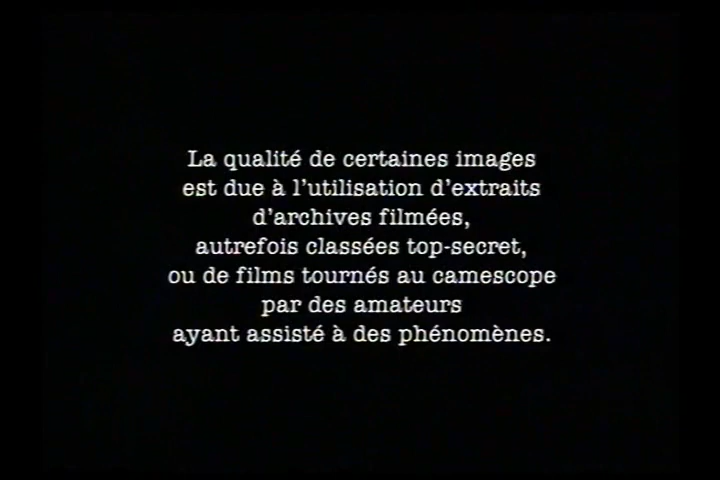 La qualité de certaines images
est due à l'utilisation d'extraits
d'archives filmées,
autrefois classées top-secret,
ou de films tournés au camescope
par des amateurs
ayant assisté à des phénomènes.